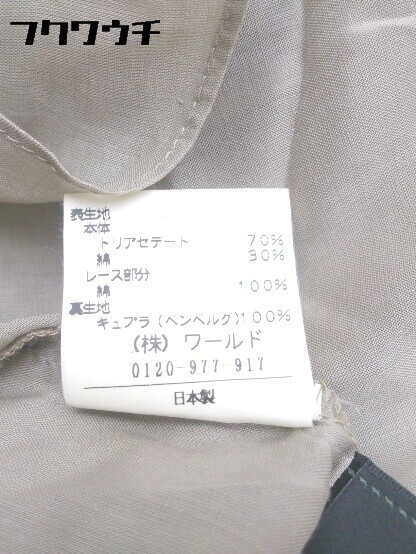 フクワウチ
表生地
本体
トリアセテート 70%
綿 30%
レース部分
綿 100%
裏生地
キュプラ(ベンベルグ)100%
(株)ワールド
0120-977-917
日本製